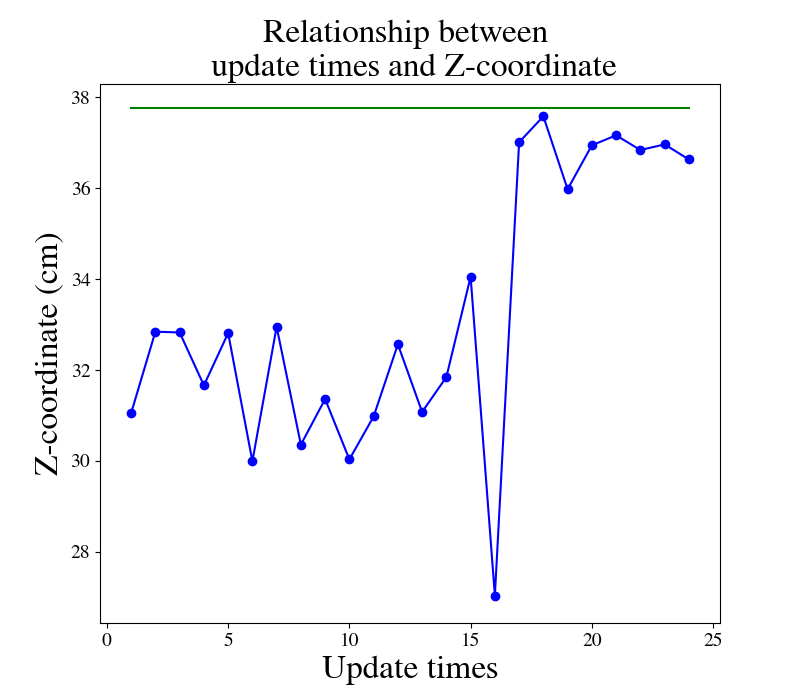 Relationship between
update times and Z-coordinate
38
36
34
32
30
28
Z-coordinate (cm)
0 5 10 15 20 25
Update times